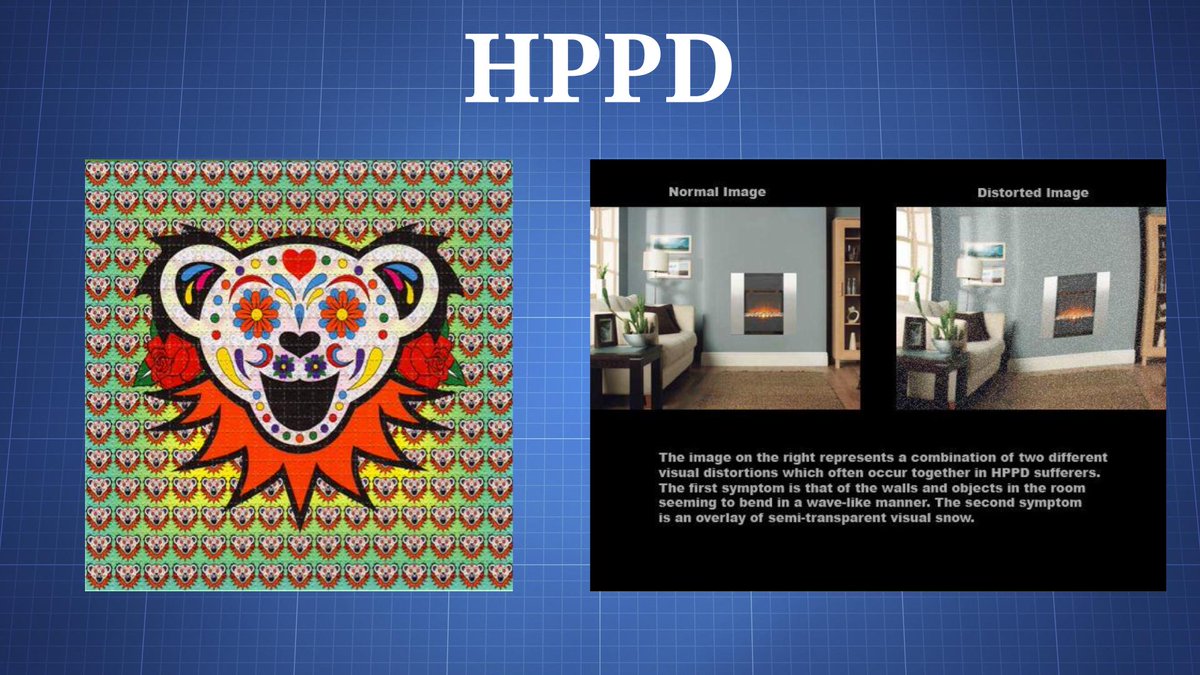 HPPD
Normal Image
Distorted Image
The image on the right represents a combination of two different
visual distortions which often occur together in HPPD sufferers.
The first symptom is that of the walls and objects in the room
seeming to bend in a wave-like manner. The second symptom
is an overlay of semi-transparent visual snow.